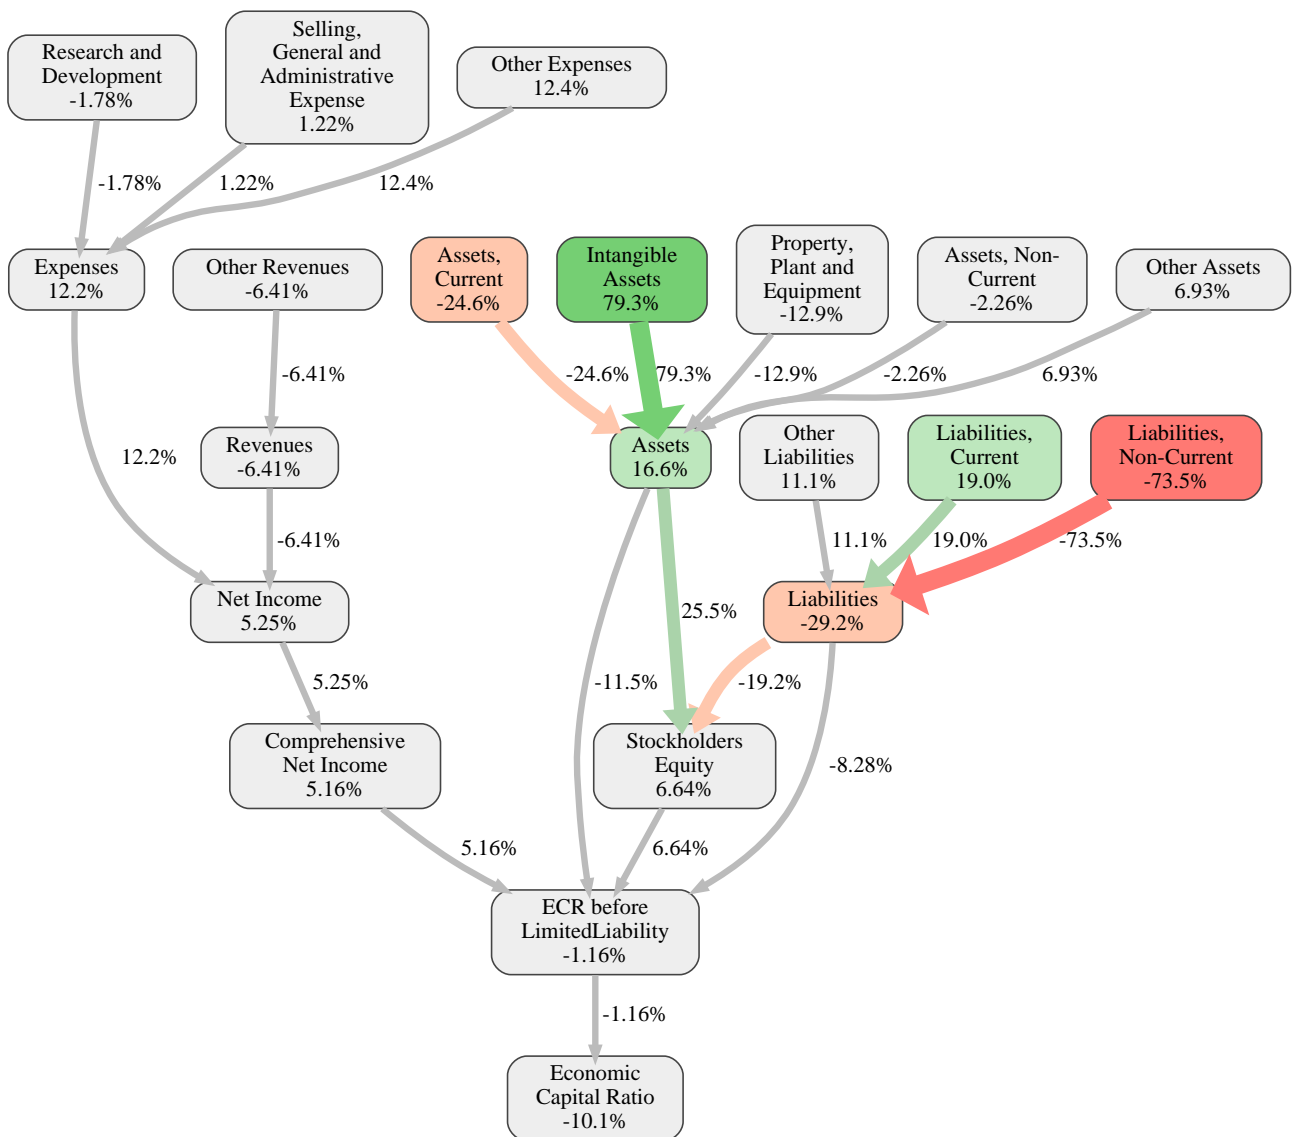 Research and
Development
-1.78%
Selling,
General and
Administrative
Expense
1.22%
Other Expenses
12.4%
-1.78%
1.22%
12.4%
Expenses
12.2%
Other Revenues
-6.41%
Assets,
Current
-24.6%
Intangible
Assets
79.3%
Property,
Plant and
Equipment
-12.9%
Assets, Non-
Current
-2.26%
Other Assets
6.93%
-6.41%
-24.6%
79.3%
-12.9%
-2.26%
6.93%
12.2%
Revenues
-6.41%
Assets
16.6%
Other
Liabilities
11.1%
Liabilities,
Current
19.0%
Liabilities,
Non-Current
-73.5%
-6.41%
11.1%
19.0%
-73.5%
Net Income
5.25%
25.5%
Liabilities
-29.2%
5.25%
-11.5%
-19.2%
Comprehensive
Net Income
5.16%
Stockholders
Equity
6.64%
-8.28%
5.16%
6.64%
ECR before
LimitedLiability
-1.16%
-1.16%
Economic
Capital Ratio
-10.1%